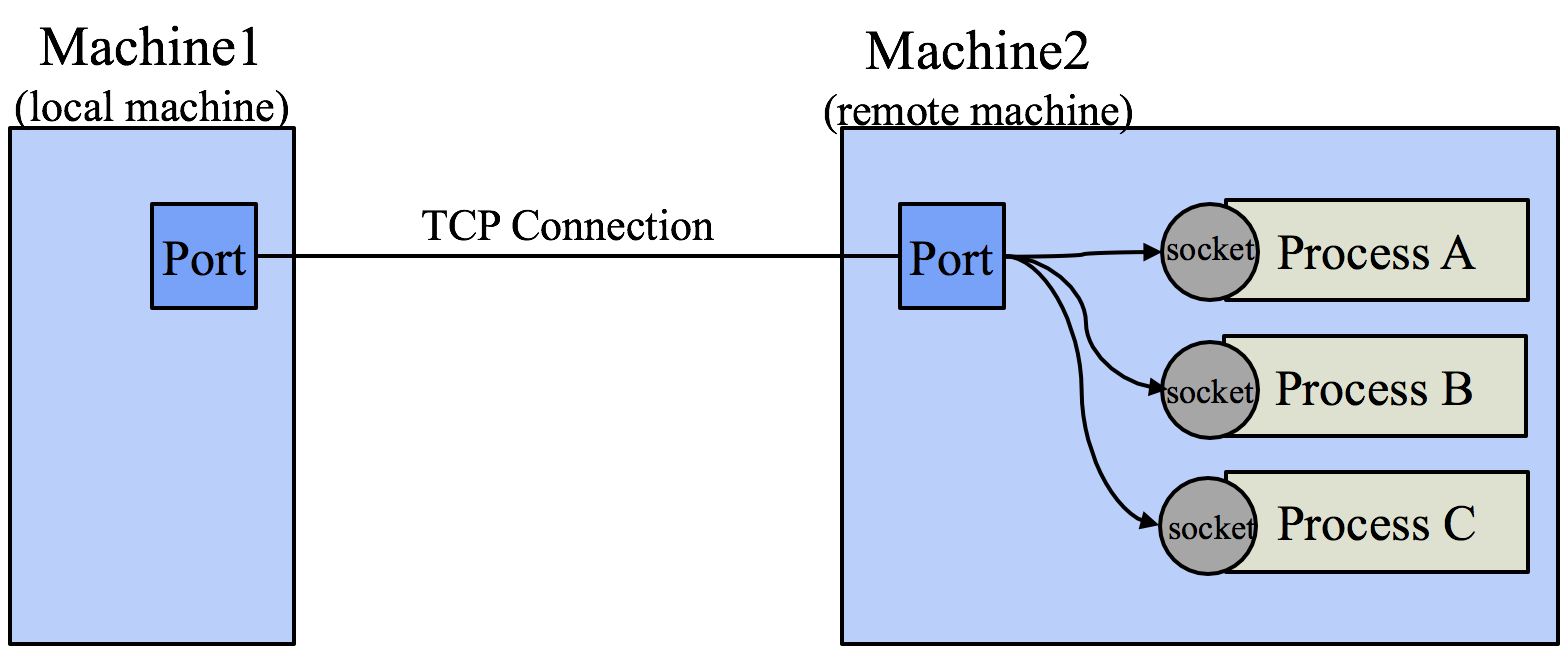 Machine1
(local machine)
Machine2
(remote machine)
Port
TCP Connection
Port
socket
Process A
socket
Process B
socket
Process C